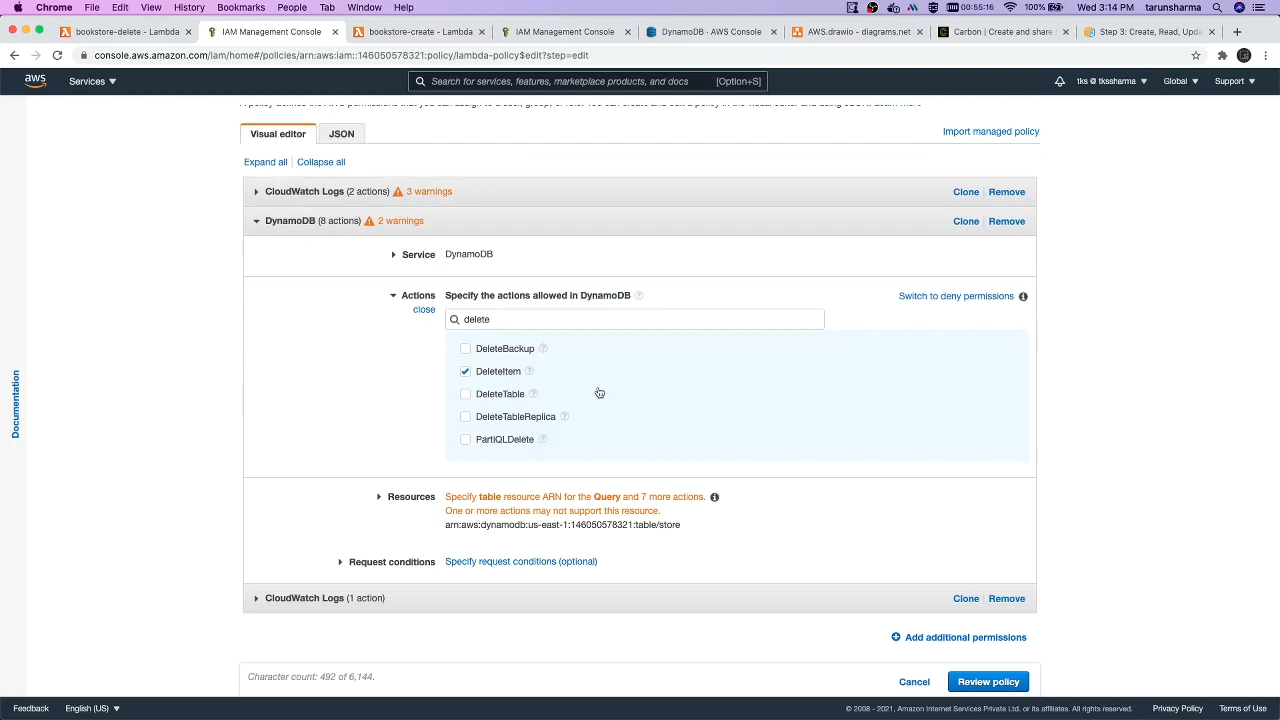 Chrome File Edit View History Bookmarks People Tab Window Help
100% Wed 3:14 PM tarunsharma
bookstore-delete - Lambda
IAM Management Console
bookstore-create - Lambda
IAM Management Console
DynamoDB - AWS Console
AWS.drawio - diagrams.net
Carbon | Create and share
Step 3: Create, Read, Upda
console.aws.amazon.com/iam/home#/policies/arn:aws:iam::146050578321:policy/lambda-policy$edit?step=edit
aws Services Search for services, features, marketplace products, and docs [Option+S] tks @ tkssharma Global Support
Visual editor JSON Import managed policy
Expand all | Collapse all
CloudWatch Logs (2 actions) 3 warnings Clone | Remove
DynamoDB (8 actions) 2 warnings Clone | Remove
Service DynamoDB
Actions Specify the actions allowed in DynamoDB ? Switch to deny permissions
close
delete
DeleteBackup ?
DeleteItem ?
DeleteTable ?
DeleteTableReplica ?
PartiQLDelete ?
Resources Specify table resource ARN for the Query and 7 more actions.
One or more actions may not support this resource.
arn:aws:dynamodb:us-east-1:146050578321:table/store
Request conditions Specify request conditions (optional)
CloudWatch Logs (1 action) Clone | Remove
Add additional permissions
Documentation
Character count: 492 of 6,144.
Cancel Review policy
Feedback English (US) © 2008 - 2021, Amazon Internet Services Private Ltd. or its affiliates. All rights reserved. Privacy Policy Terms of Use